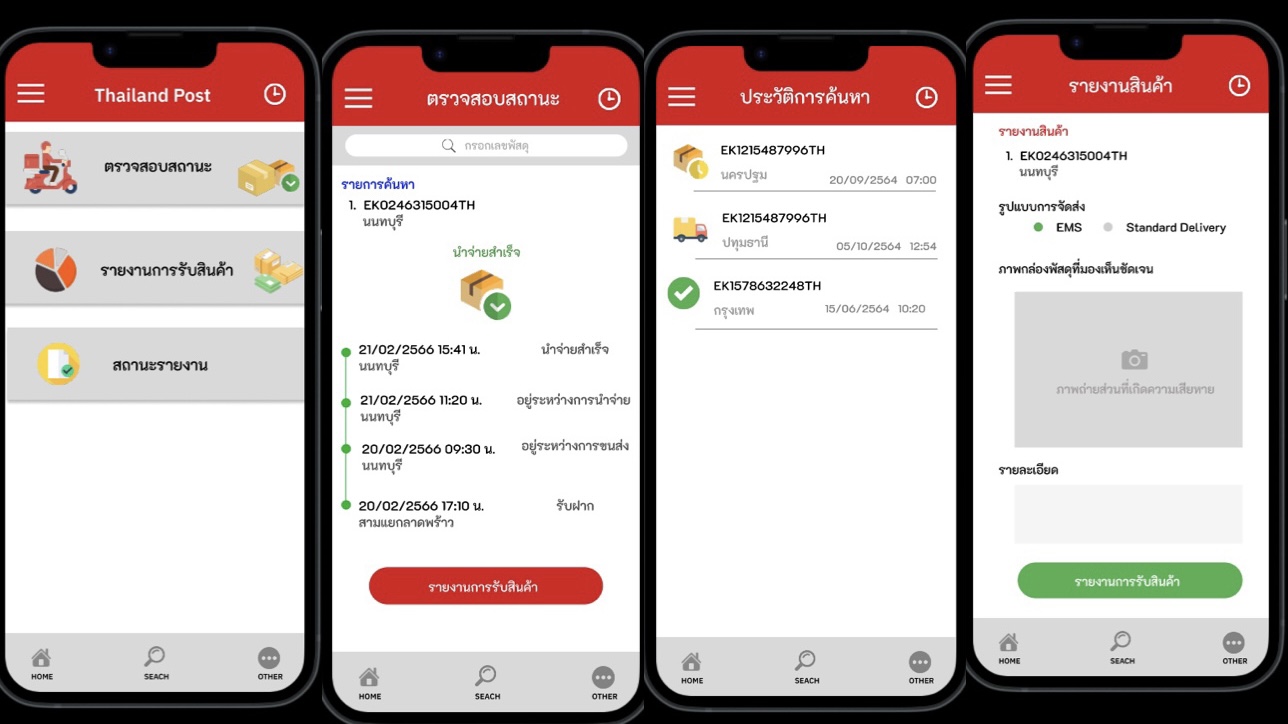 Thailand Post
ตรวจสอบสถานะ
รายงานการรับสินค้า
สถานะรายงาน
HOME
SEACH
OTHER
ตรวจสอบสถานะ
กรอกเลขพัสดุ
รายการค้นหา
1. EK0246315004TH
นนทบุรี
นำจ่ายสำเร็จ
21/02/2566 15:41 น. นำจ่ายสำเร็จ
นนทบุรี
21/02/2566 11:20 น. อยู่ระหว่างการนำจ่าย
นนทบุรี
20/02/2566 09:30 น. อยู่ระหว่างการขนส่ง
นนทบุรี
20/02/2566 17:10 น. รับฝาก
สามแยกลาดพร้าว
รายงานการรับสินค้า
HOME
SEACH
OTHER
ประวัติการค้นหา
EK1215487996TH
นครปฐม 20/09/2564 07:00
EK1215487996TH
ปทุมธานี 05/10/2564 12:54
EK1578632248TH
กรุงเทพ 15/06/2564 10:20
HOME
SEACH
OTHER
รายงานสินค้า
รายงานสินค้า
1. EK0246315004TH
นนทบุรี
รูปแบบการจัดส่ง
EMS Standard Delivery
ภาพกล่องพัสดุที่มองเห็นชัดเจน
ภาพถ่ายส่วนที่เกิดความเสียหาย
รายละเอียด
รายงานการรับสินค้า
HOME
SEACH
OTHER